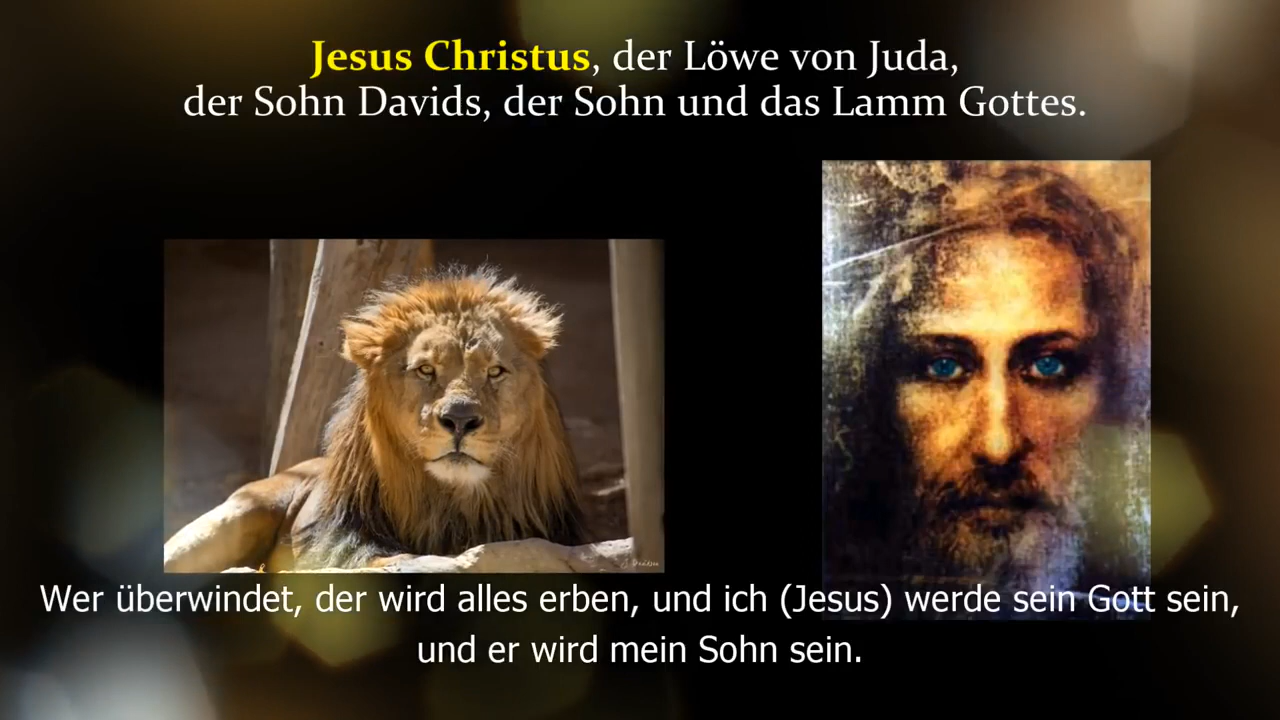 Jesus Christus, der Löwe von Juda,
der Sohn Davids, der Sohn und das Lamm Gottes.
Wer überwindet, der wird alles erben, und ich (Jesus) werde sein Gott sein,
und er wird mein Sohn sein.